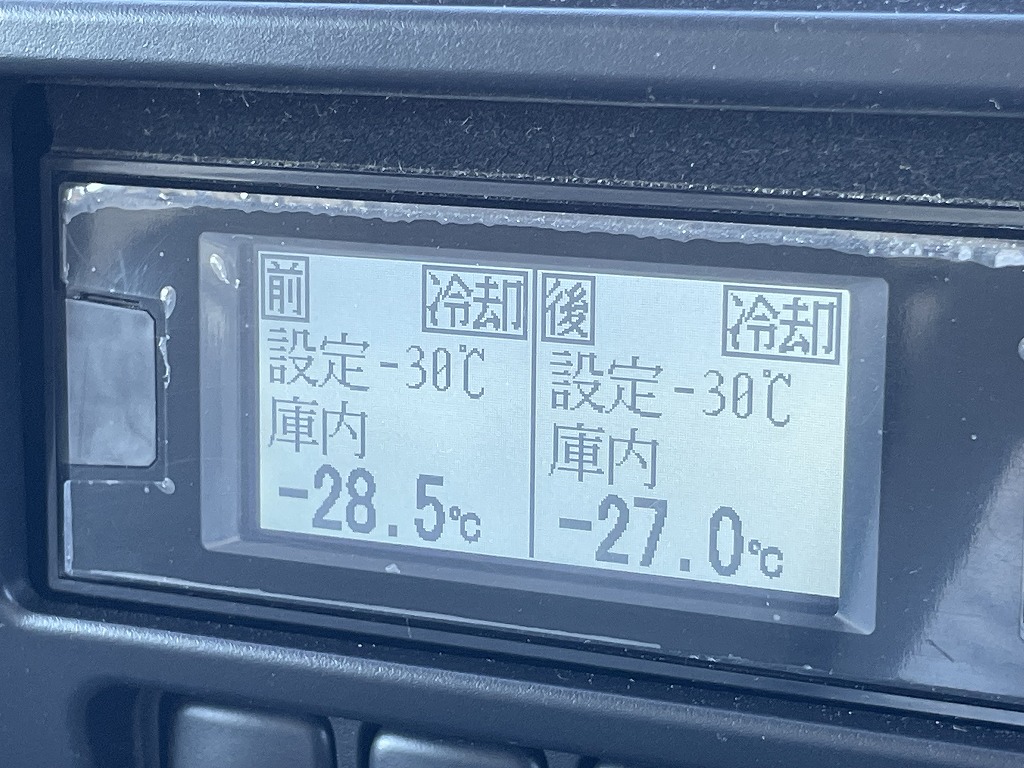 前 冷却
設定 -30℃
庫内
-28.5℃
後 冷却
設定 -30℃
庫内
-27.0℃